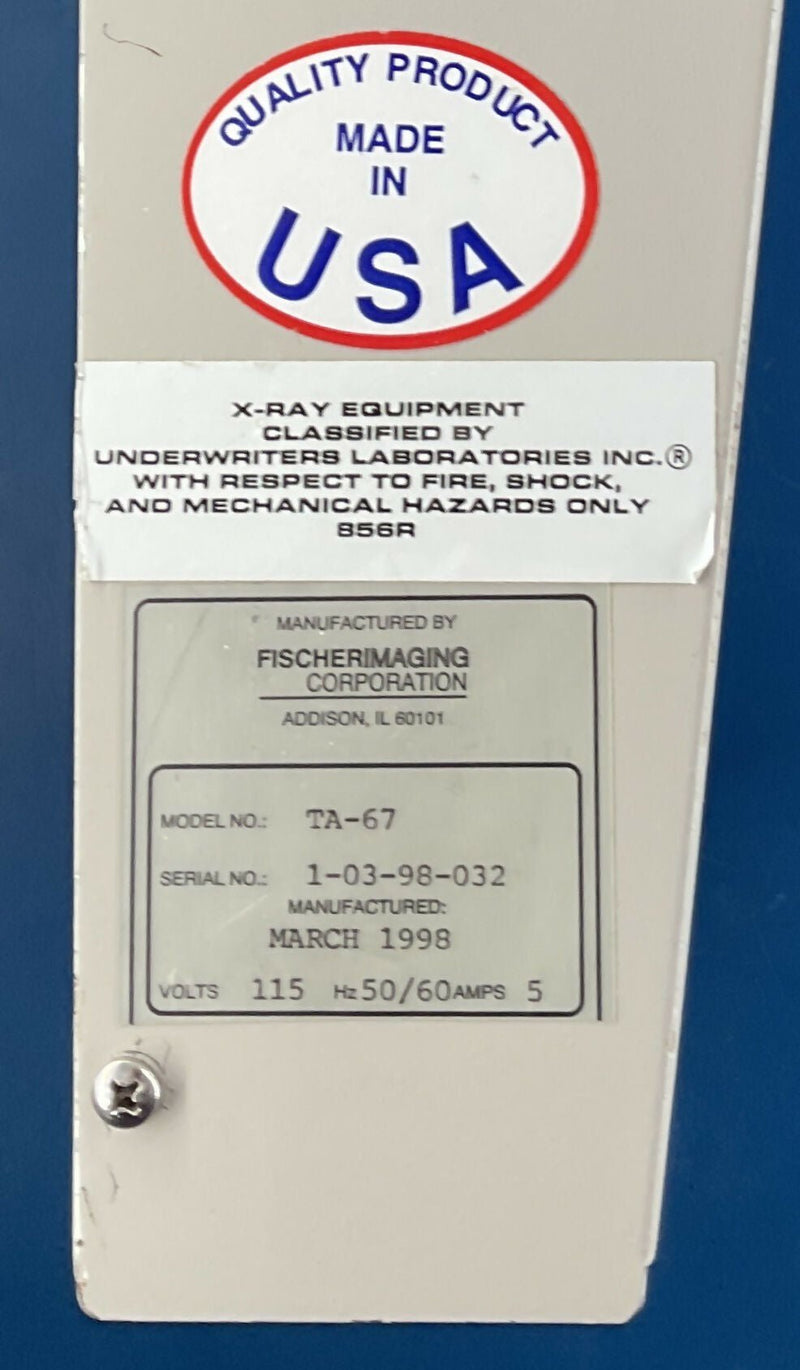 QUALITY PRODUCT
MADE
IN
USA
X-RAY EQUIPMENT
CLASSIFIED BY
UNDERWRITERS LABORATORIES INC.®
WITH RESPECT TO FIRE, SHOCK,
AND MECHANICAL HAZARDS ONLY
856R
MANUFACTURED BY
FISCHERIMAGING
CORPORATION
ADDISON, IL 60101
MODEL NO.: TA-67
SERIAL NO.: 1-03-98-032
MANUFACTURED:
MARCH 1998
VOLTS 115 Hz 50/60 AMPS 5